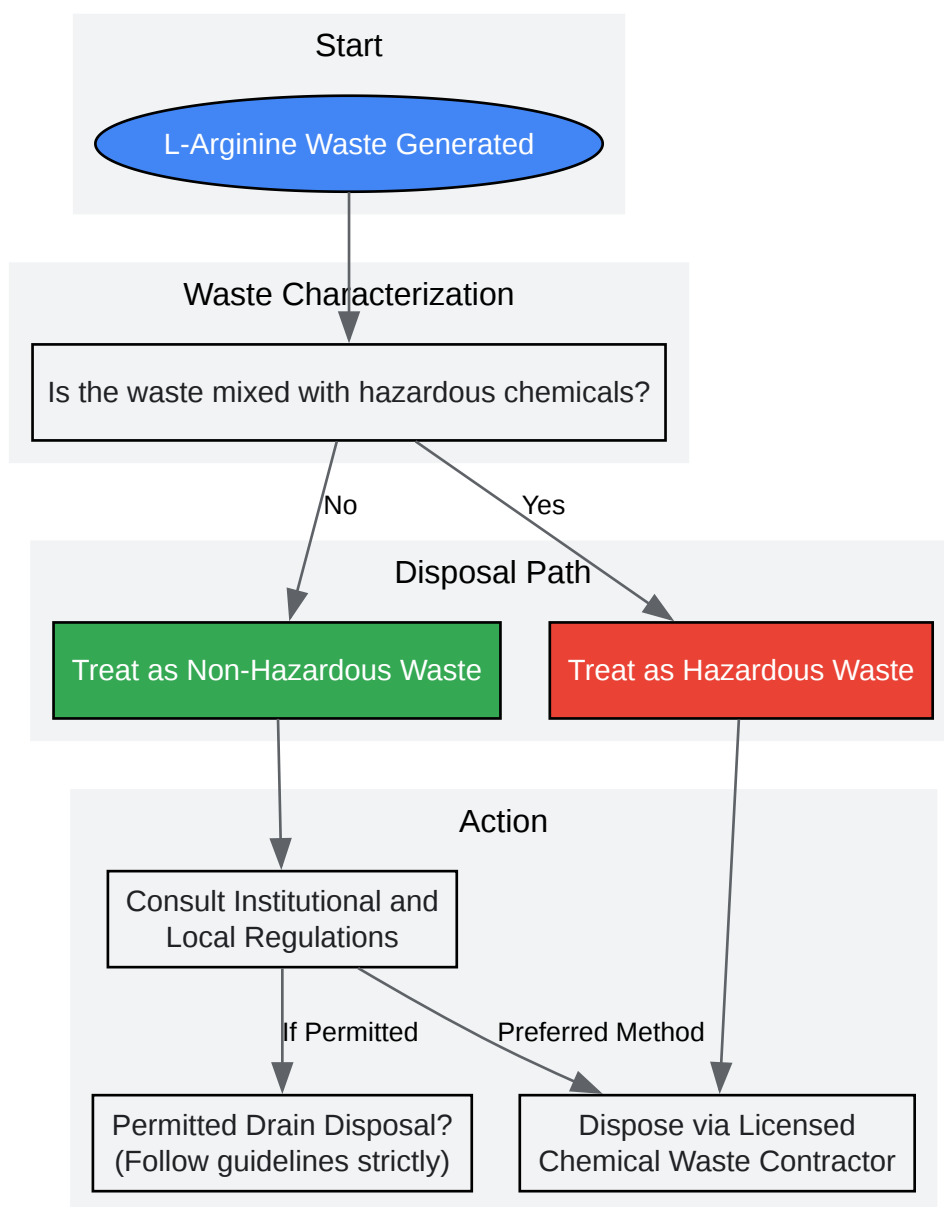 Start
L-Arginine Waste Generated
Waste Characterization
Is the waste mixed with hazardous chemicals?
No
Yes
Disposal Path
Treat as Non-Hazardous Waste
Treat as Hazardous Waste
Action
Consult Institutional and
Local Regulations
If Permitted
Preferred Method
Permitted Drain Disposal?
(Follow guidelines strictly)
Dispose via Licensed
Chemical Waste Contractor